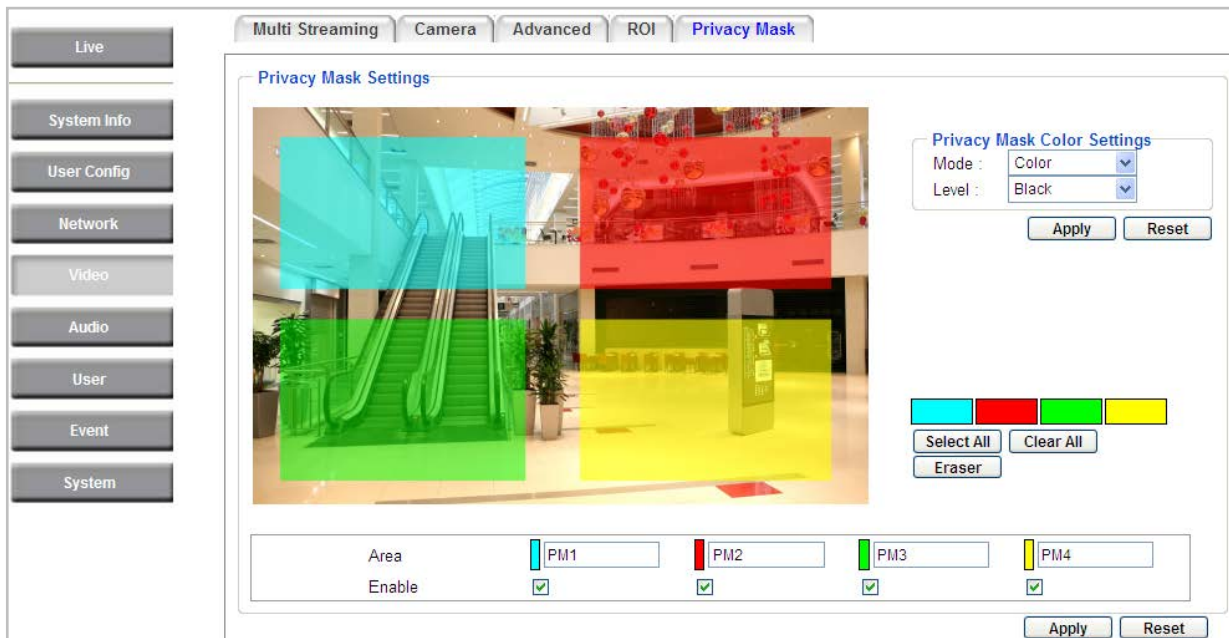 Multi Streaming Camera Advanced ROI Privacy Mask
Live
System Info
User Config
Network
Video
Audio
User
Event
System
Privacy Mask Settings
Privacy Mask Color Settings
Mode : Color
Level : Black
Apply Reset
Select All Clear All
Eraser
Area PM1 PM2 PM3 PM4
Enable
Apply Reset